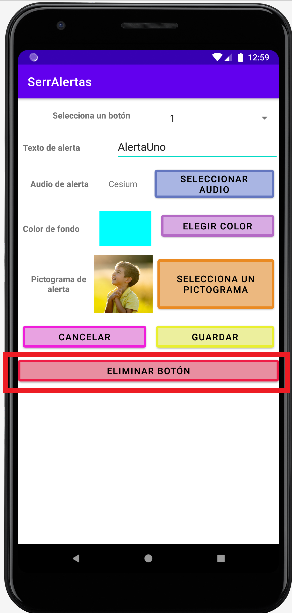 12:59
SerrAlertas
Selecciona un botón 1
Texto de alerta AlertaUno
Audio de alerta Cesium SELECCIONAR
AUDIO
Color de fondo ELEGIR COLOR
Pictograma de
alerta
SELECCIONA UN
PICTOGRAMA
CANCELAR GUARDAR
ELIMINAR BOTÓN